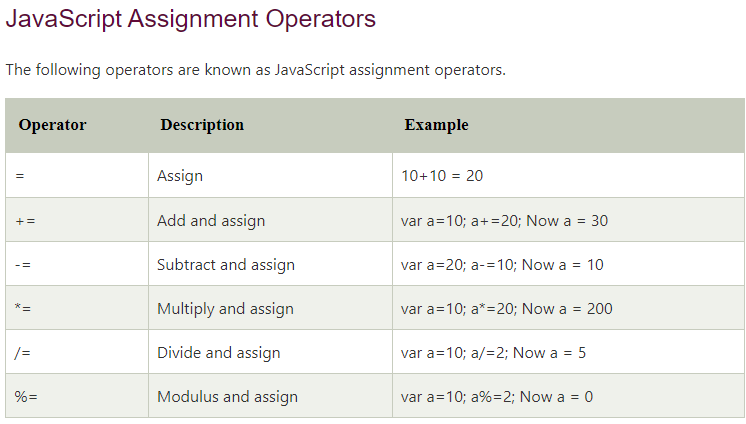 JavaScript Assignment Operators
The following operators are known as JavaScript assignment operators.
Operator Description Example
= Assign 10+10 = 20
+= Add and assign var a=10; a+=20; Now a = 30
-= Subtract and assign var a=20; a-=10; Now a = 10
*= Multiply and assign var a=10; a*=20; Now a = 200
/= Divide and assign var a=10; a/=2; Now a = 5
%= Modulus and assign var a=10; a%=2; Now a = 0